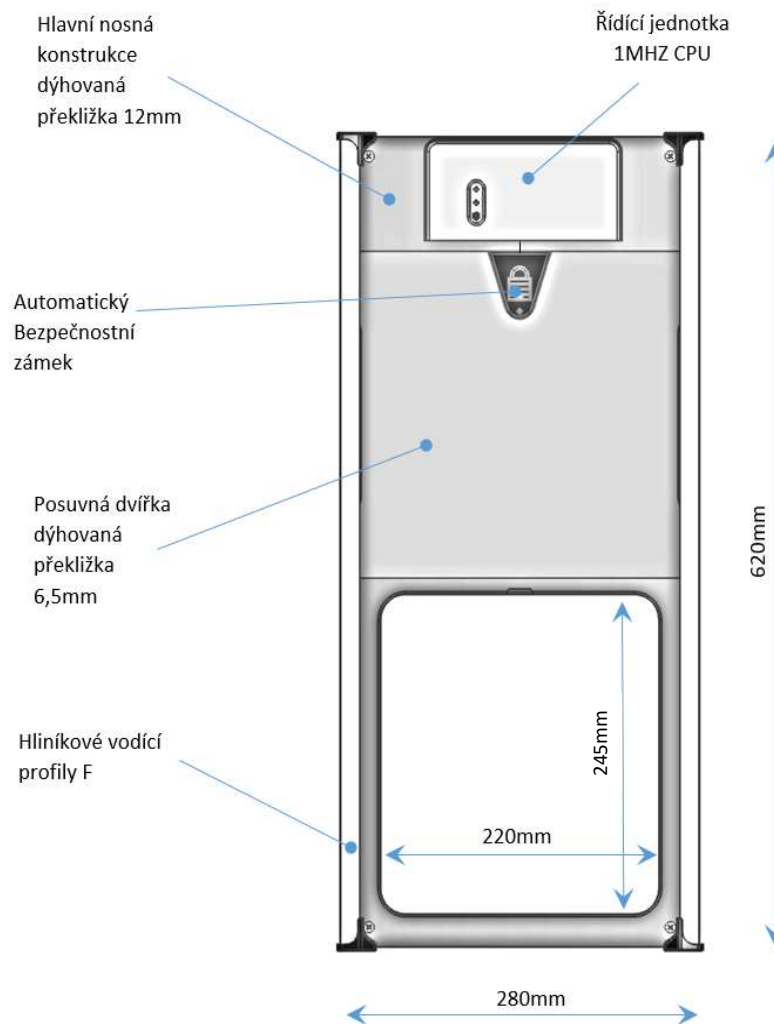 Hlavní nosná
konstrukce
dýhovaná
překližka 12mm
Řídící jednotka
1MHZ CPU
Automatický
Bezpečnostní
zámek
Posuvná dvířka
dýhovaná
překližka
6,5mm
620mm
Hliníkové vodící
profily F
245mm
220mm
280mm